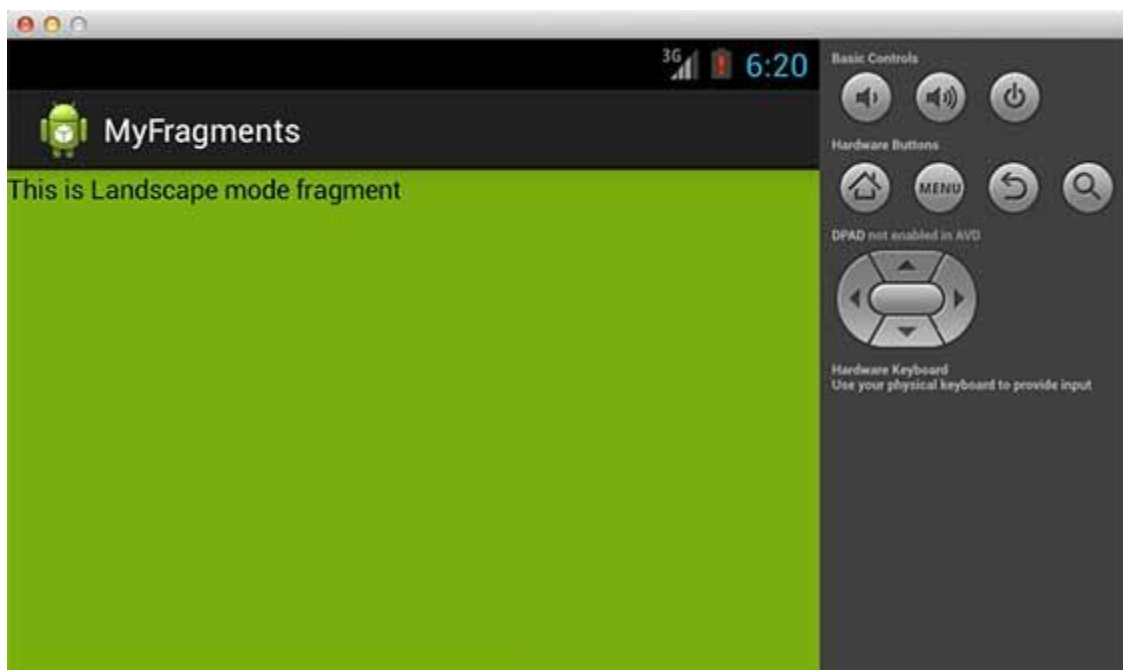 3G 6:20
MyFragments
This is Landscape mode fragment
Basic Controls
Hardware Buttons
MENU
DPAD not enabled in AVD
Hardware Keyboard
Use your physical keyboard to provide input